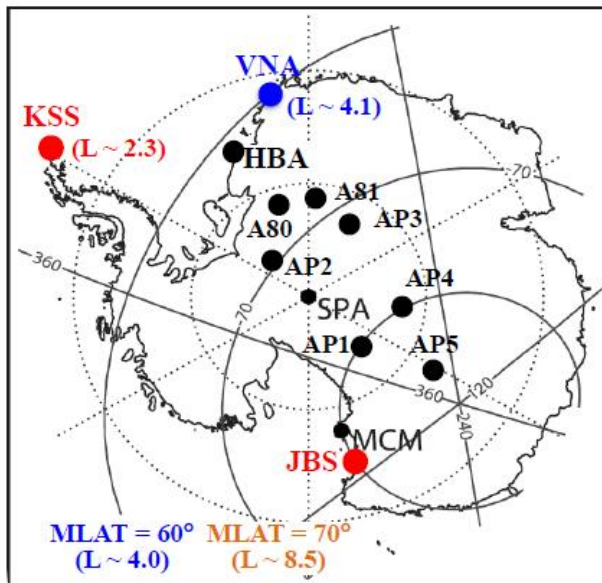 VNA
(L ~ 4.1)
KSS
(L ~ 2.3)
HBA
70
A81
A80
AP3
AP2
360
AP4
SPA
70
AP1
AP5
120
360
240
MCM
JBS
MLAT = 60° MLAT = 70°
(L ~ 4.0) (L ~ 8.5)